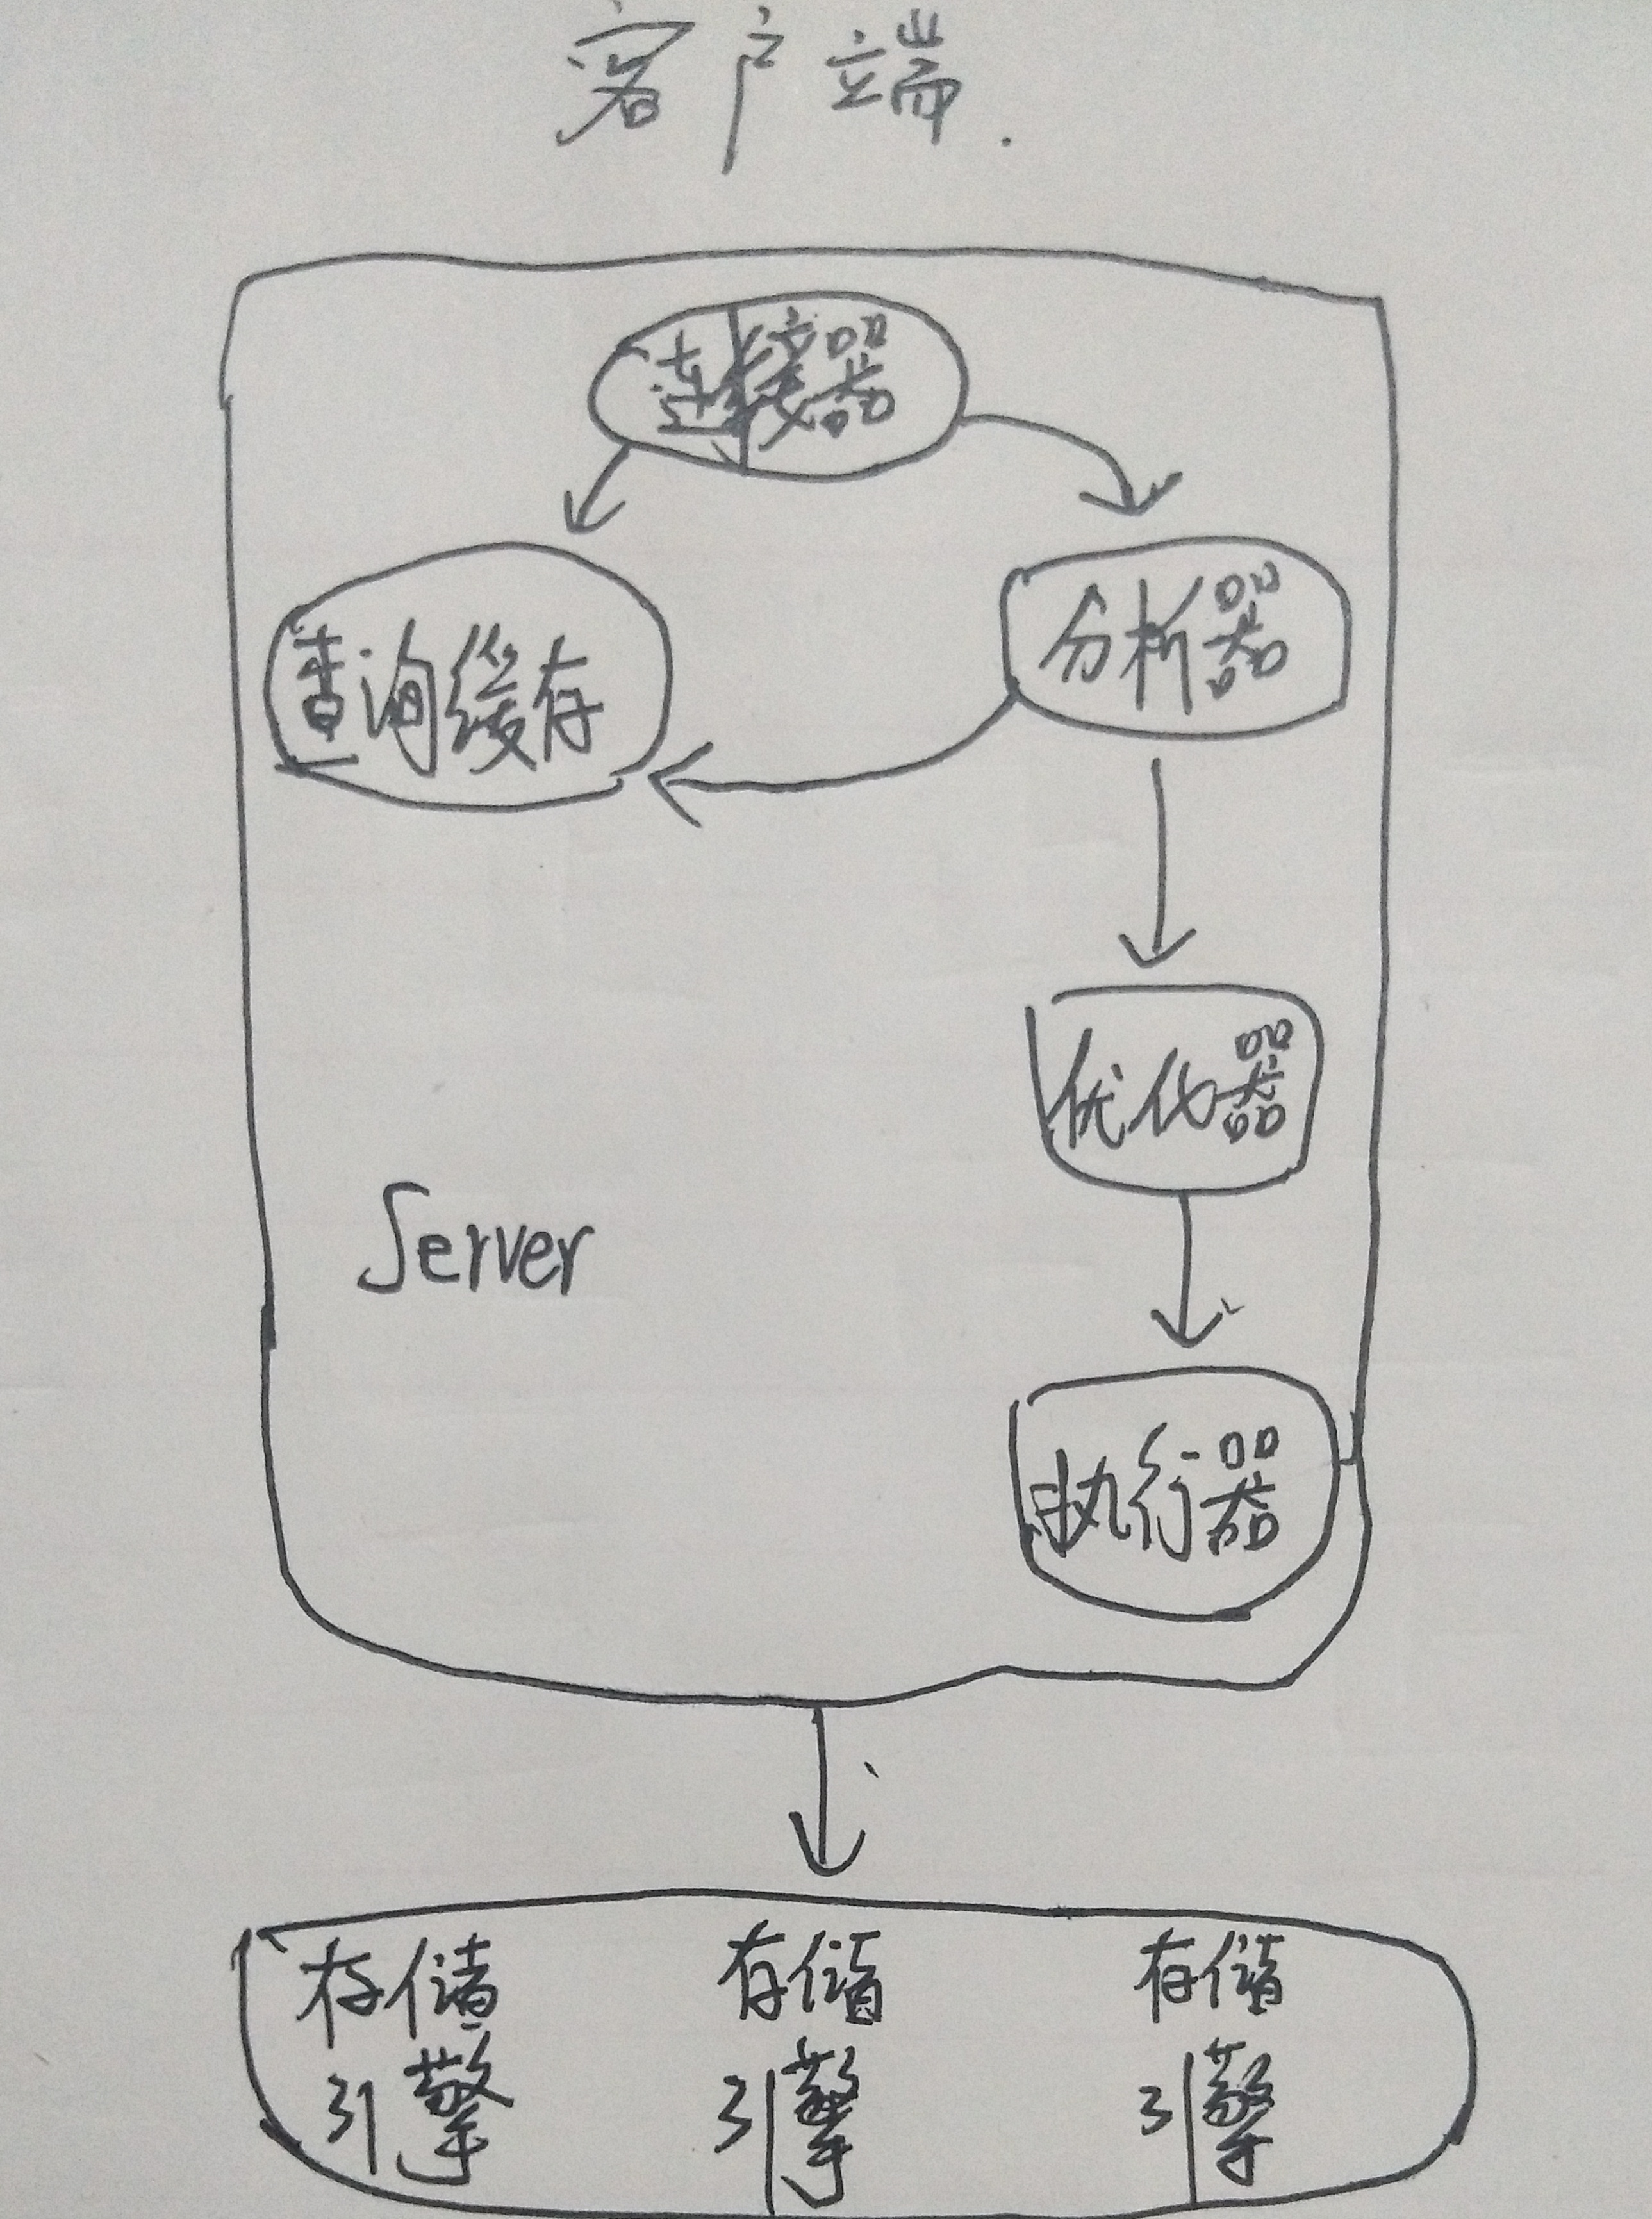 客户端.
连接器
查询缓存
分析器
优化器
Server
执行器
存储 存储 存储
引擎 引擎 引擎